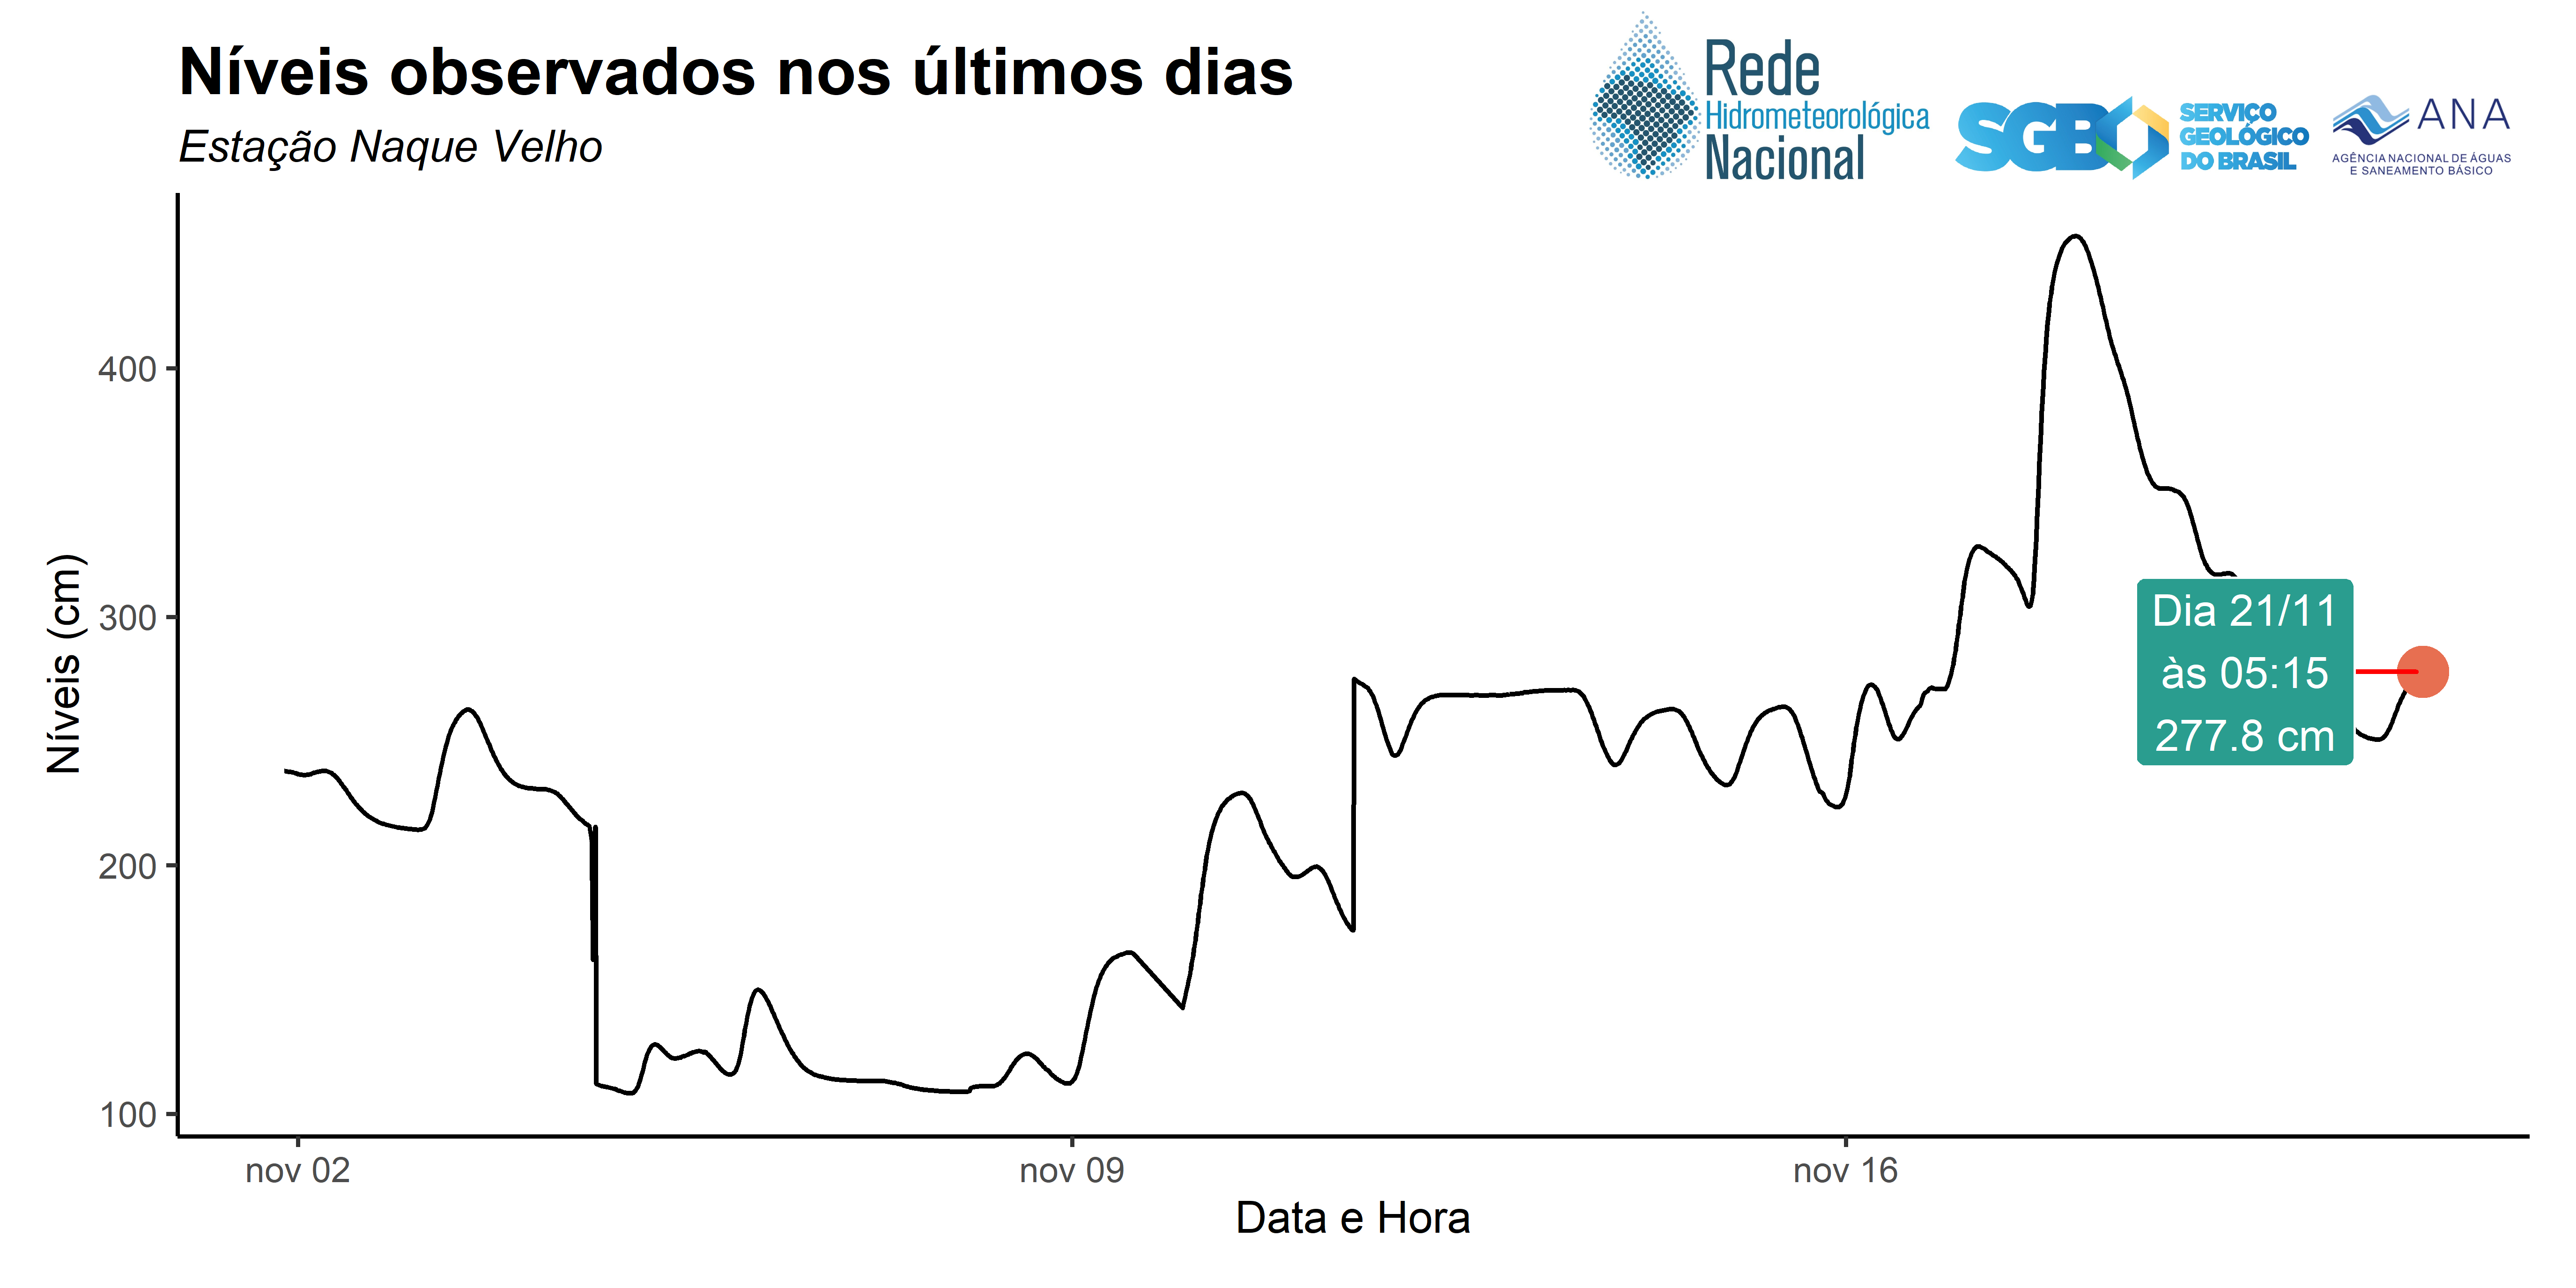 Níveis observados nos últimos dias
Estação Naque Velho
Rede
Hidrometeorológica
Nacional
SGB
SERVIÇO
GEOLÓGICO
DO BRASIL
ANA
AGÊNCIA NACIONAL DE ÁGUAS
E SANEAMENTO BÁSICO
Níveis (cm)
400
300
200
100
Dia 21/11
às 05:15
277.8 cm
nov 02
nov 09
nov 16
Data e Hora